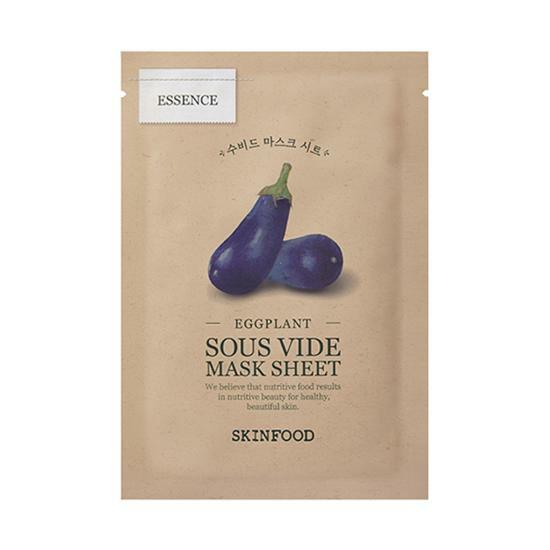 ESSENCE
수비드 마스크 시트
EGGPLANT
SOUS VIDE
MASK SHEET
We believe that nutritive food results
in nutritive beauty for healthy,
beautiful skin.
SKINFOOD